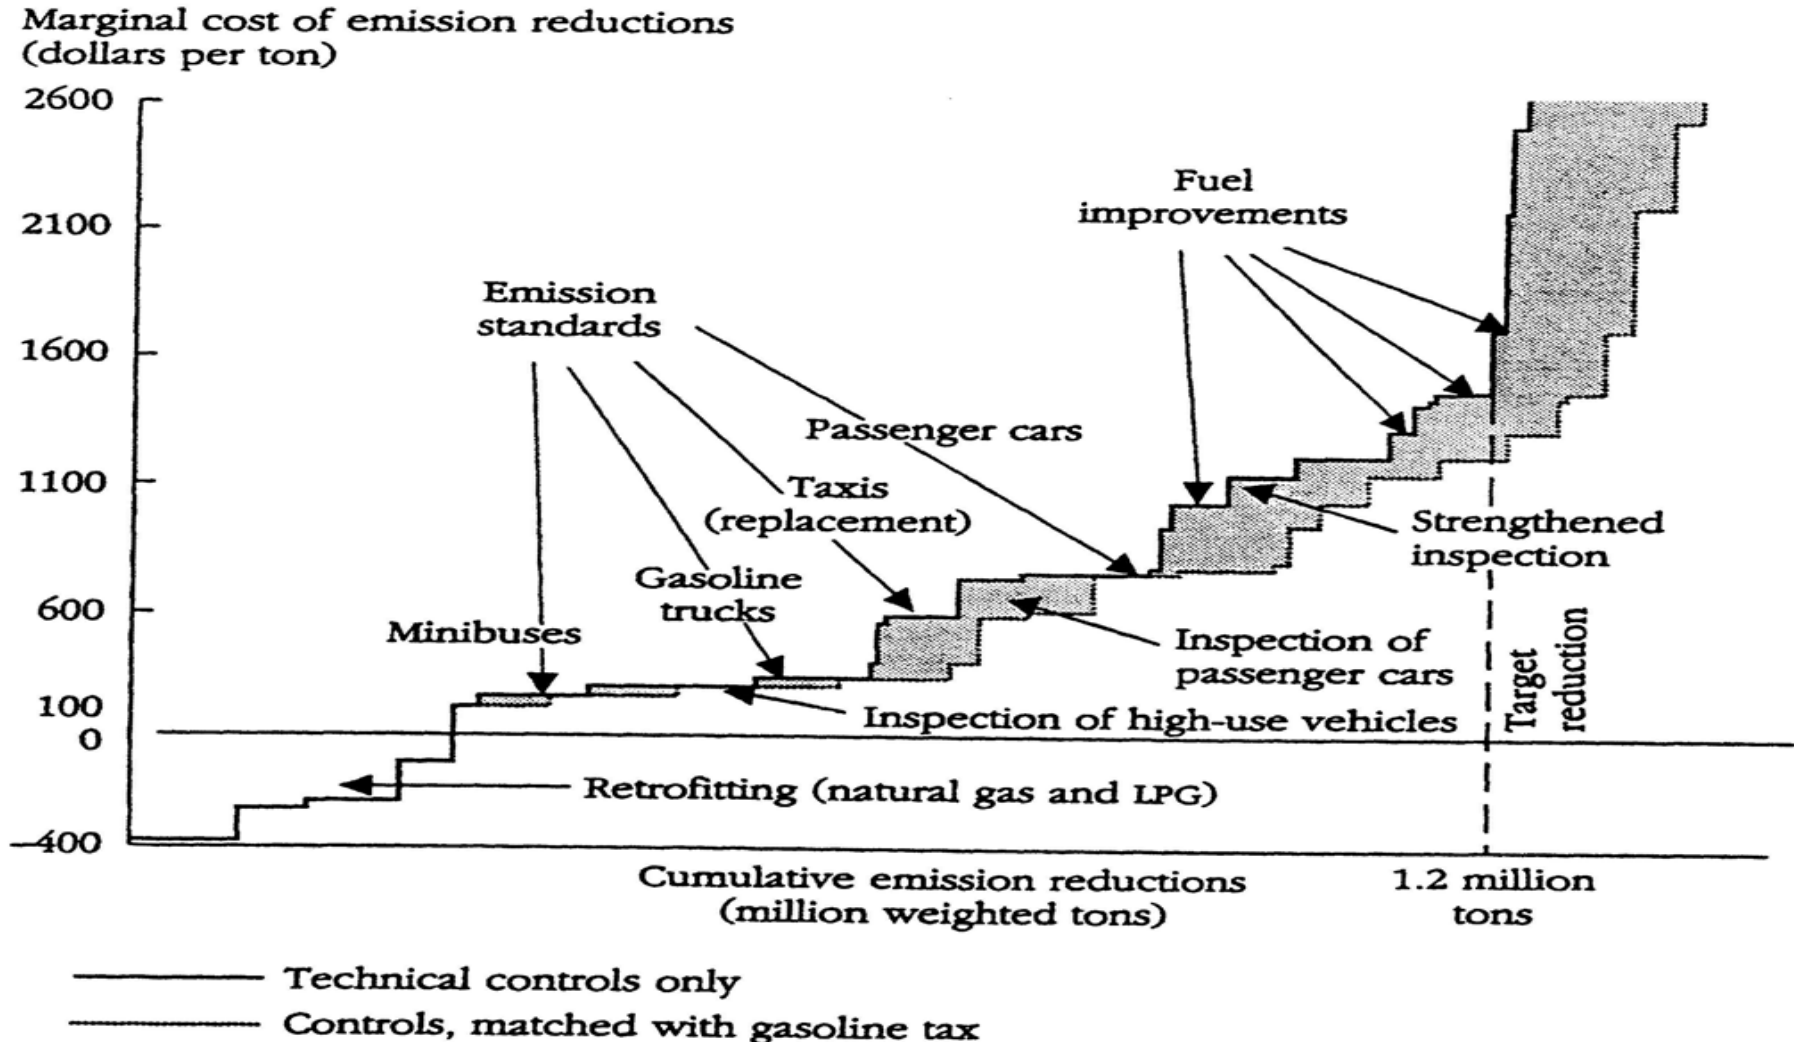 Marginal cost of emission reductions
(dollars per ton)
2600
2100
1600
1100
600
100
0
−400
Fuel
improvements
Emission
standards
Passenger cars
Taxis
(replacement)
Strengthened
inspection
Gasoline
trucks
Minibuses
Inspection of
passenger cars
Target
reduction
Inspection of high-use vehicles
Retrofitting (natural gas and LPG)
Cumulative emission reductions
(million weighted tons)
1.2 million
tons
Technical controls only
Controls, matched with gasoline tax